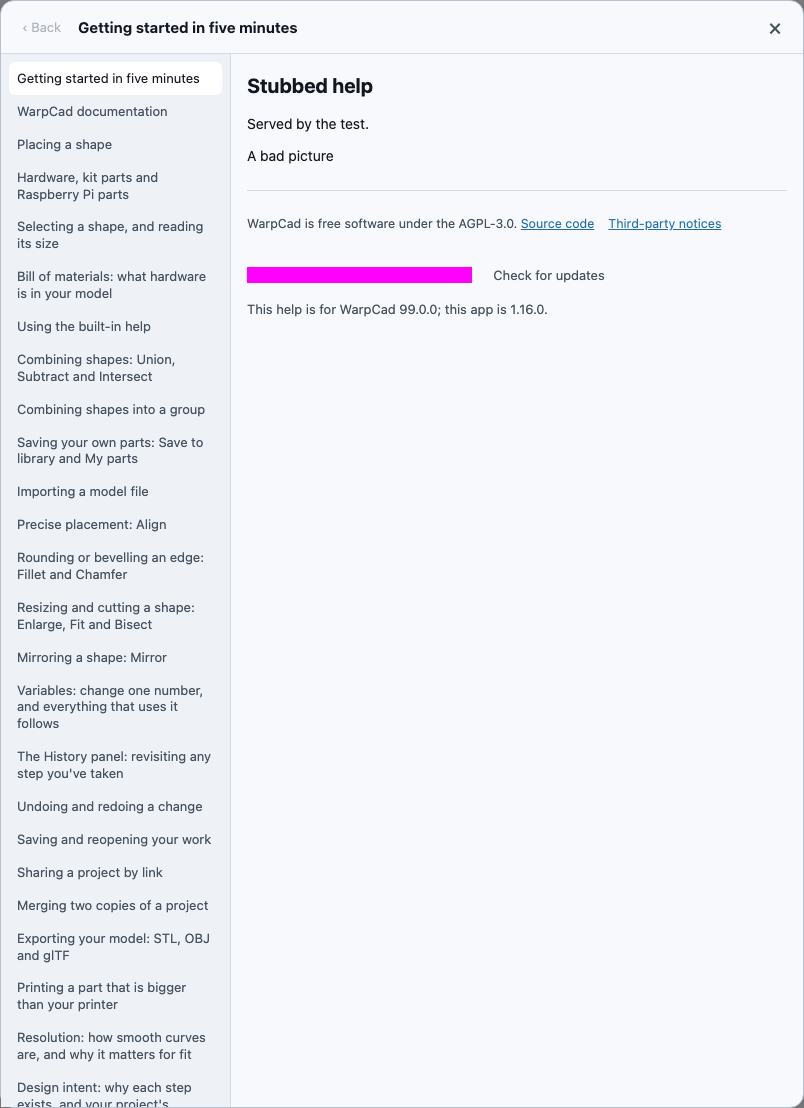 ‹ Back
Getting started in five minutes
×
Getting started in five minutes
WarpCad documentation
Placing a shape
Hardware, kit parts and
Raspberry Pi parts
Selecting a shape, and reading
its size
Bill of materials: what hardware
is in your model
Using the built-in help
Combining shapes: Union,
Subtract and Intersect
Combining shapes into a group
Saving your own parts: Save to
library and My parts
Importing a model file
Precise placement: Align
Rounding or bevelling an edge:
Fillet and Chamfer
Resizing and cutting a shape:
Enlarge, Fit and Bisect
Mirroring a shape: Mirror
Variables: change one number,
and everything that uses it
follows
The History panel: revisiting any
step you've taken
Undoing and redoing a change
Saving and reopening your work
Sharing a project by link
Merging two copies of a project
Exporting your model: STL, OBJ
and glTF
Printing a part that is bigger
than your printer
Resolution: how smooth curves
are, and why it matters for fit
Design intent: why each step
exists, and your project's
Stubbed help
Served by the test.
A bad picture
WarpCad is free software under the AGPL-3.0. Source code Third-party notices
Check for updates
This help is for WarpCad 99.0.0; this app is 1.16.0.